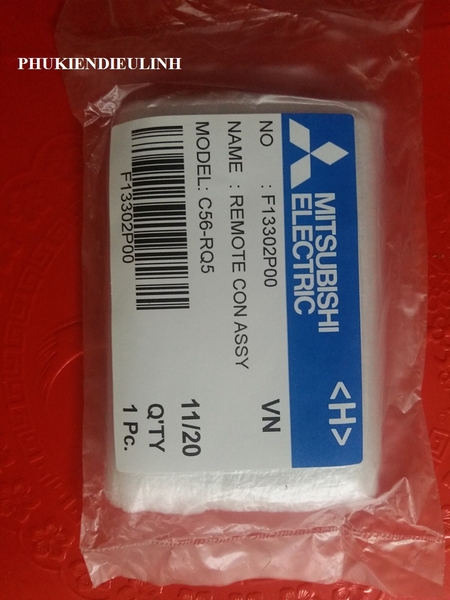 PHUKIENDIEULINH
MITSUBISHI
ELECTRIC
<H>
NO : F13302P00
VN
NAME : REMOTE CON ASSY
MODEL: C56-RQ5
11/20
Q'TY
1 Pc.
F13302P00